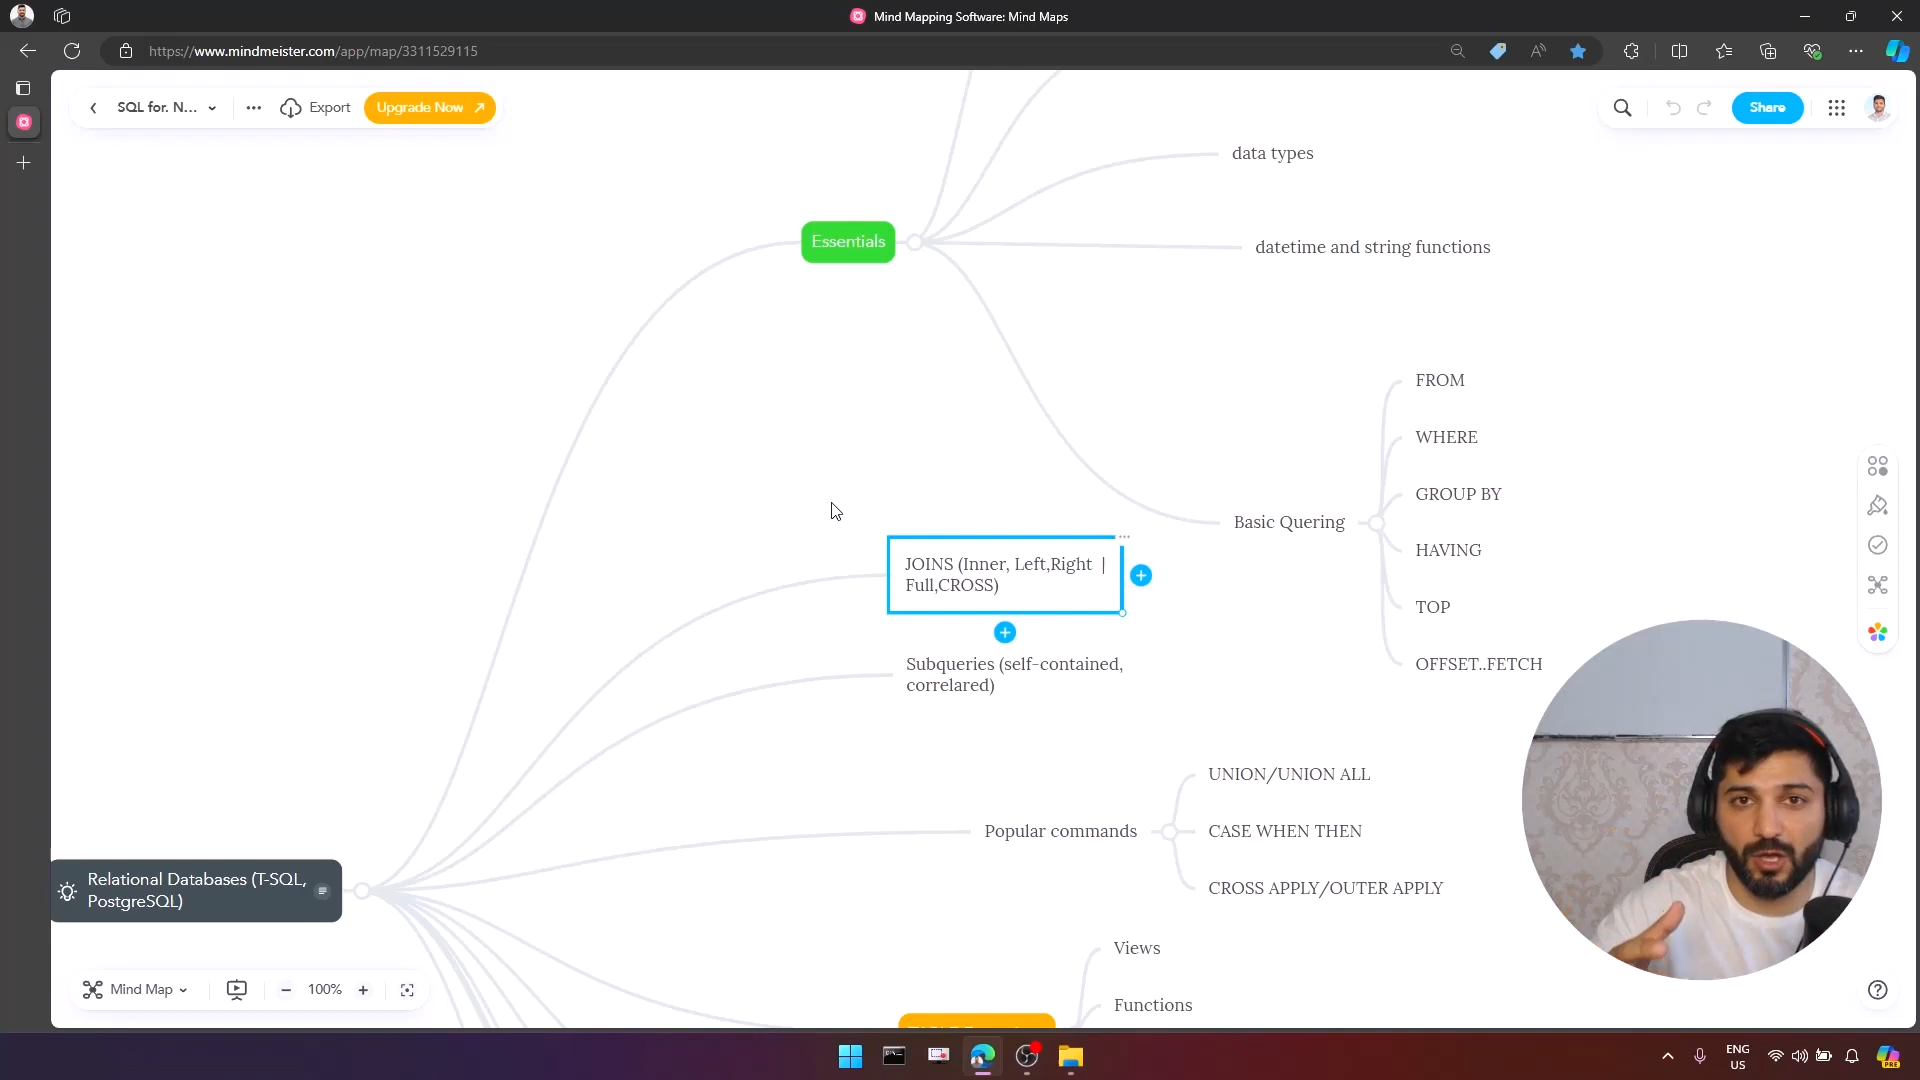 Mind Mapping Software: Mind Maps
https://www.mindmeister.com/app/map/3311529115
SQL for. N...
Export
Upgrade Now
Share
data types
Essentials
datetime and string functions
FROM
WHERE
GROUP BY
Basic Quering
HAVING
JOINS (Inner, Left,Right |
Full,CROSS)
TOP
Subqueries (self-contained,
correlared)
OFFSET..FETCH
UNION/UNION ALL
Popular commands
CASE WHEN THEN
CROSS APPLY/OUTER APPLY
Relational Databases (T-SQL,
PostgreSQL)
Views
Functions
Mind Map
100%
ENG
US
PRE